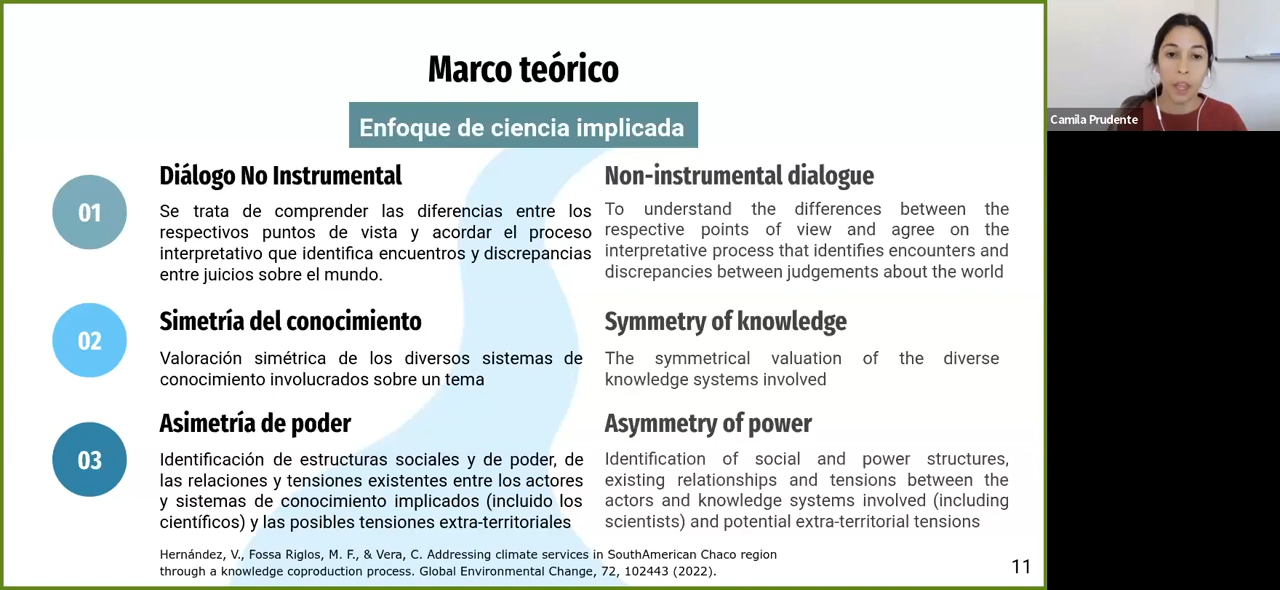 Marco teórico
Enfoque de ciencia implicada
01
Diálogo No Instrumental
Se trata de comprender las diferencias entre los
respectivos puntos de vista y acordar el proceso
interpretativo que identifica encuentros y discrepancias
entre juicios sobre el mundo.
Non-instrumental dialogue
To understand the differences between the
respective points of view and agree on the
interpretative process that identifies encounters and
discrepancies between judgements about the world
02
Simetría del conocimiento
Valoración simétrica de los diversos sistemas de
conocimiento involucrados sobre un tema
Symmetry of knowledge
The symmetrical valuation of the diverse
knowledge systems involved
03
Asimetría de poder
Identificación de estructuras sociales y de poder, de
las relaciones y tensiones existentes entre los actores
y sistemas de conocimiento implicados (incluido los
científicos) y las posibles tensiones extra-territoriales
Asymmetry of power
Identification of social and power structures,
existing relationships and tensions between the
actors and knowledge systems involved (including
scientists) and potential extra-territorial tensions
Hernández, V., Fossa Riglos, M. F., & Vera, C. Addressing climate services in SouthAmerican Chaco region
through a knowledge coproduction process. Global Environmental Change, 72, 102443 (2022).
11
Camila Prudente